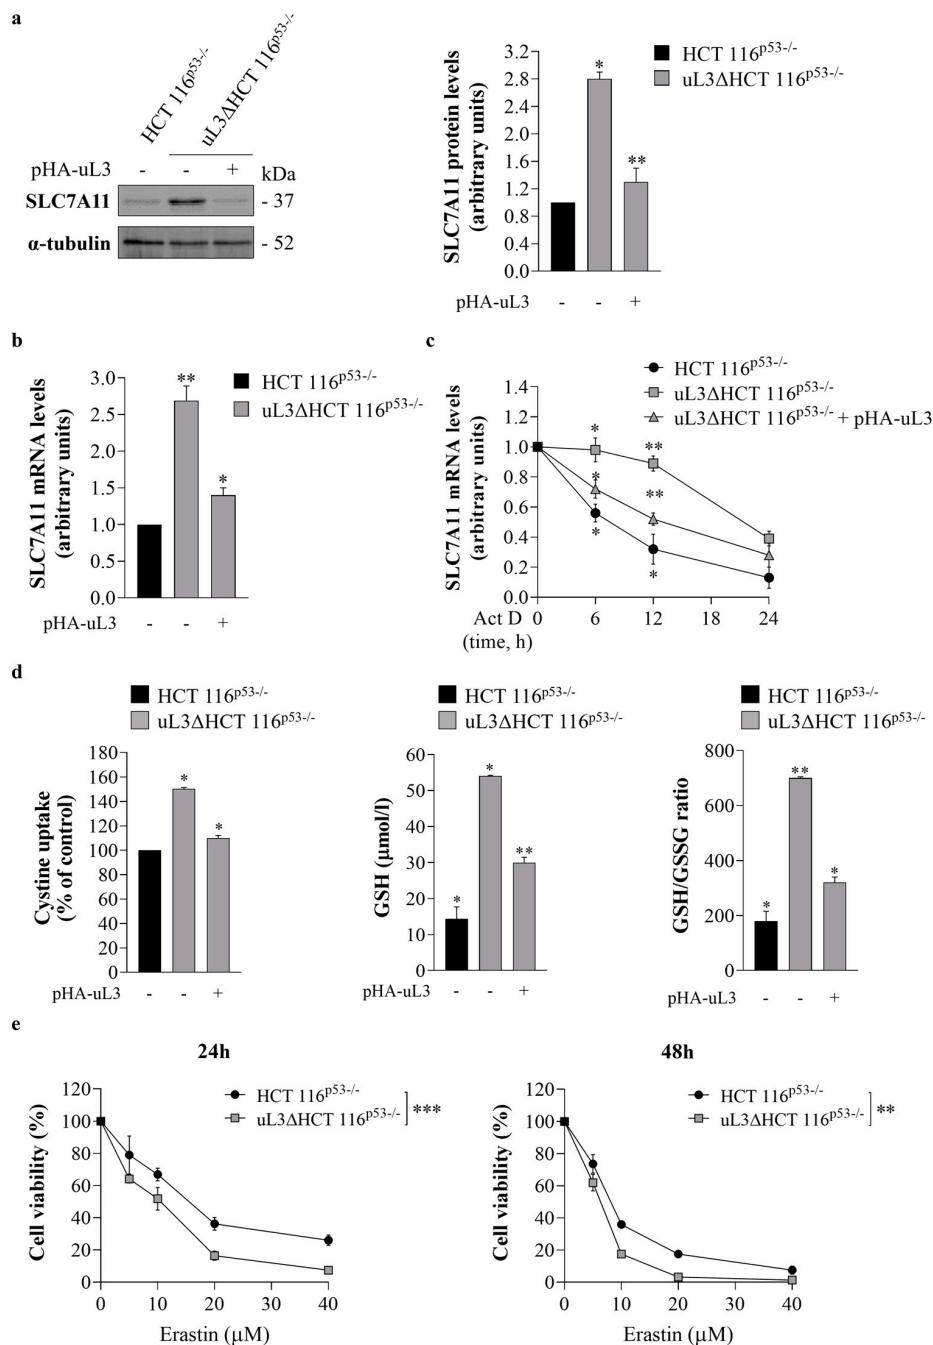 a
HCT 116p53-/-
uL3ΔHCT 116p53-/-
pHA-uL3 - - + kDa
SLC7A11 - 37
α-tubulin - 52
SLC7A11 protein levels
(arbitrary units)
3.2
2.8
2.4
2.0
1.6
1.2
0.8
0.4
0.0
*
**
HCT 116p53-/-
uL3ΔHCT 116p53-/-
pHA-uL3 - - +
b
SLC7A11 mRNA levels
(arbitrary units)
3.0
2.5
2.0
1.5
1.0
0.5
0.0
**
*
HCT 116p53-/-
uL3ΔHCT 116p53-/-
pHA-uL3 - - +
c
HCT 116p53-/-
uL3ΔHCT 116p53-/-
uL3ΔHCT 116p53-/- + pHA-uL3
SLC7A11 mRNA levels
(arbitrary units)
1.4
1.2
1.0
0.8
0.6
0.4
0.2
0.0
* **
* **
* *
Act D 0 6 12 18 24
(time, h)
d
HCT 116p53-/-
uL3ΔHCT 116p53-/-
Cystine uptake
(% of control)
180
160
140
120
100
80
60
40
20
0
*
*
pHA-uL3 - - +
HCT 116p53-/-
uL3ΔHCT 116p53-/-
GSH (μmol/l)
60
50
40
30
20
10
0
* * **
pHA-uL3 - - +
HCT 116p53-/-
uL3ΔHCT 116p53-/-
GSH/GSSG ratio
800
600
400
200
0
* ** *
pHA-uL3 - - +
e
24h
Cell viability (%)
120
100
80
60
40
20
0
HCT 116p53-/-
uL3ΔHCT 116p53-/-
***
0 10 20 30 40
Erastin (μM)
48h
Cell viability (%)
120
100
80
60
40
20
0
HCT 116p53-/-
uL3ΔHCT 116p53-/-
**
0 10 20 30 40
Erastin (μM)